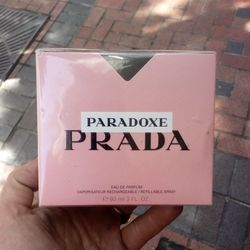 PARADOXE
PRADA
EAU DE PARFUM
VAPORISATEUR RECHARGEABLE / REFILLABLE SPRAY
℮ 90 ml 3 FL. OZ.